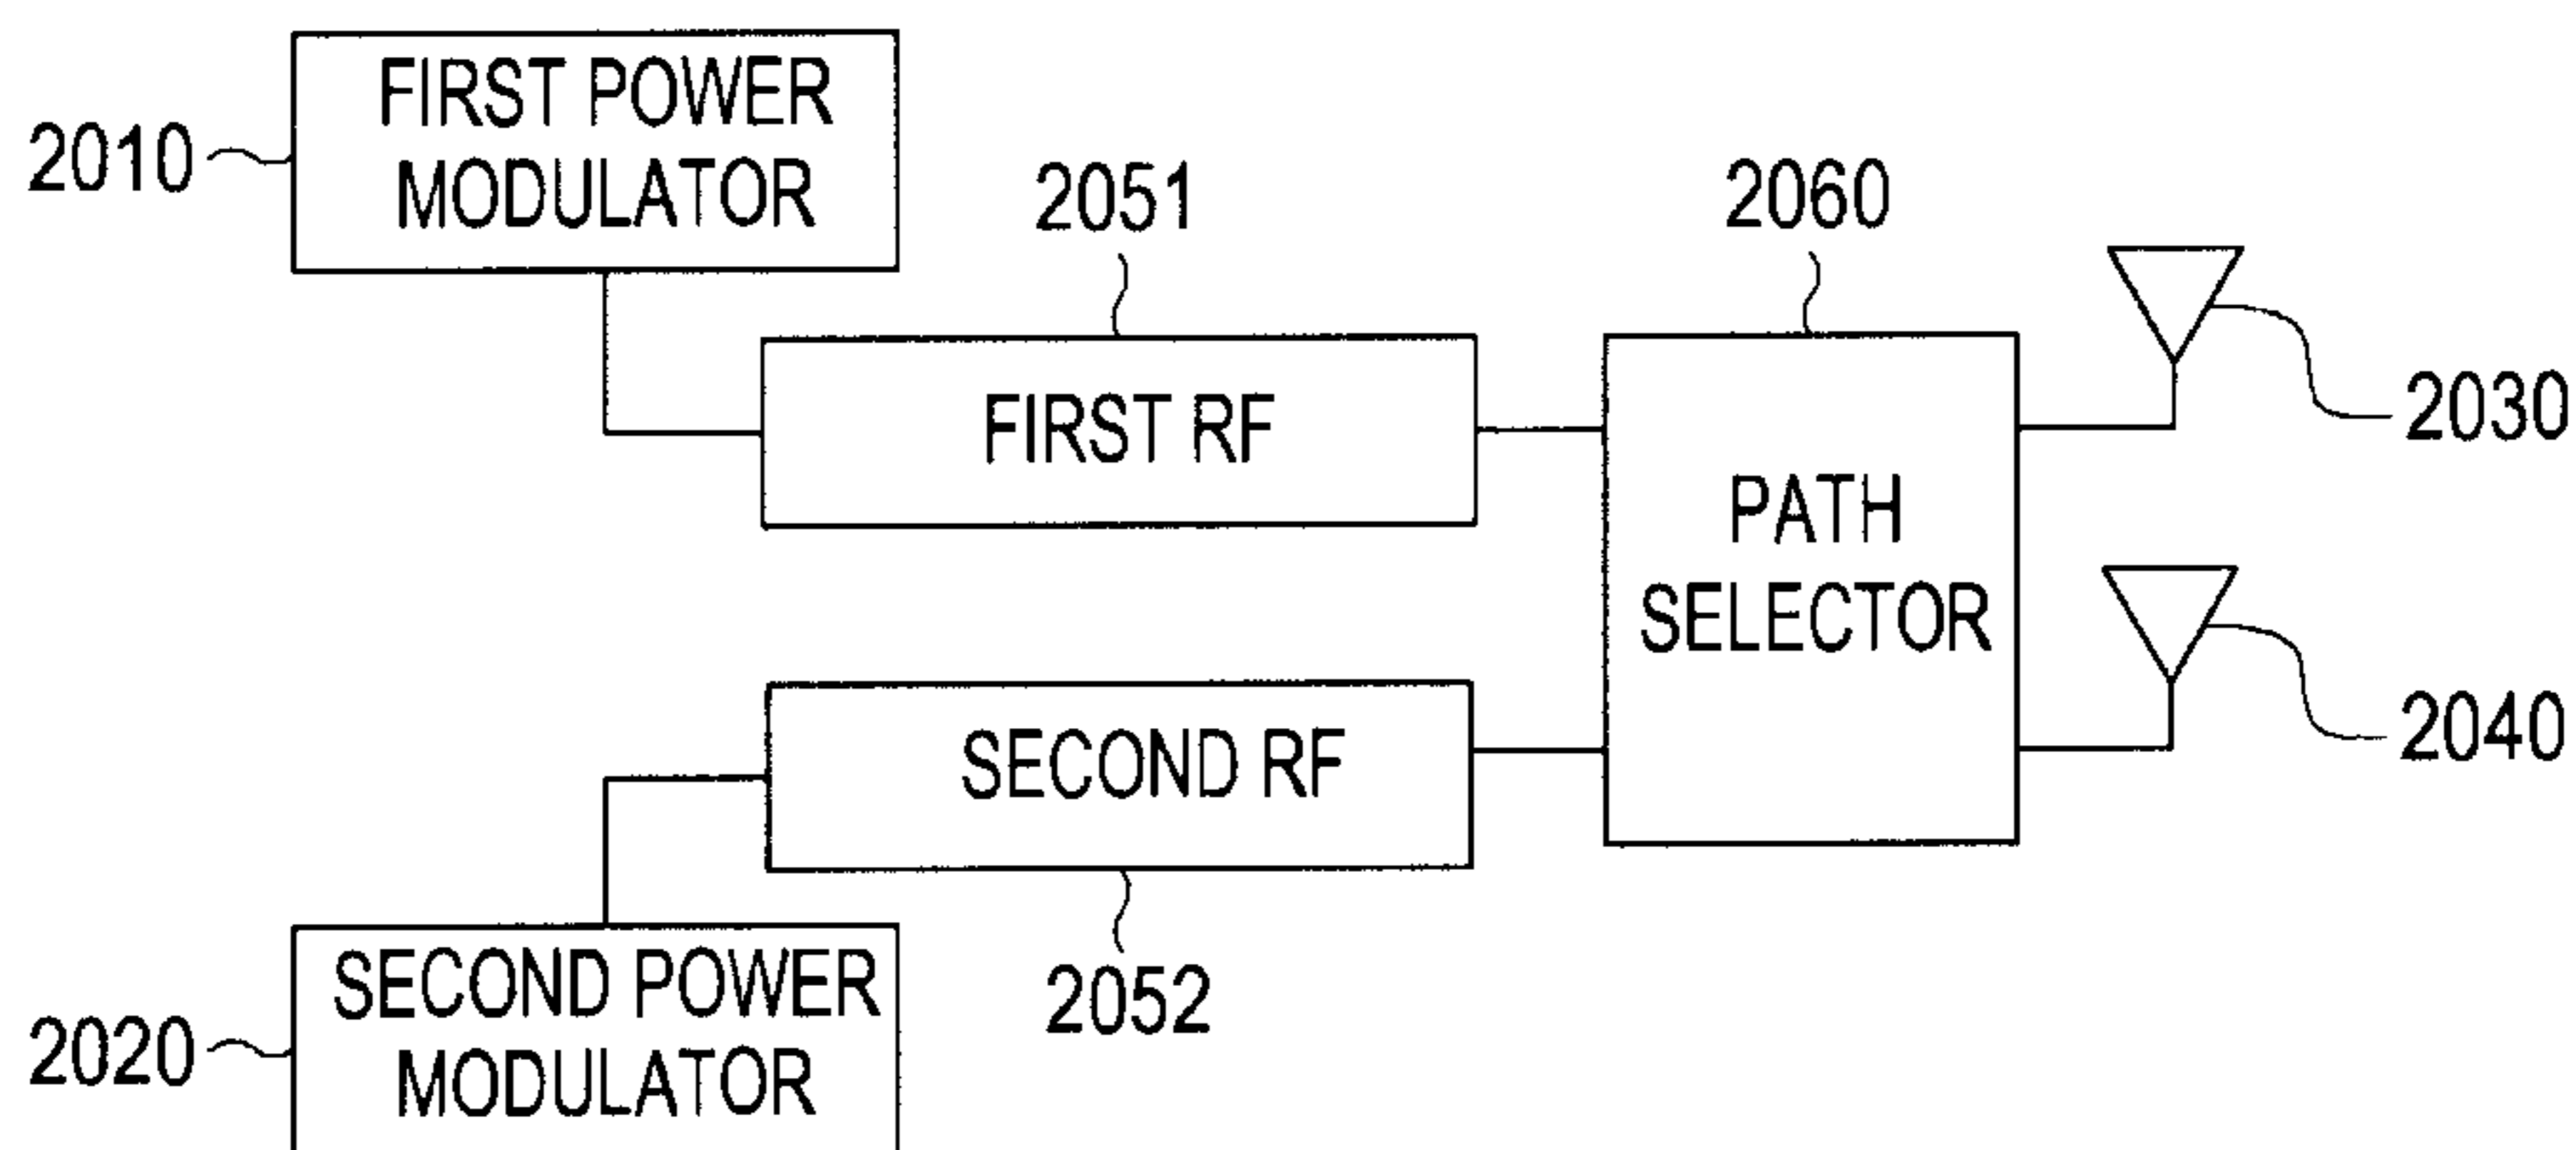 FIRST POWER
MODULATOR
2010
2051
2060
FIRST RF
2030
PATH
SELECTOR
SECOND RF
2040
2052
SECOND POWER
MODULATOR
2020